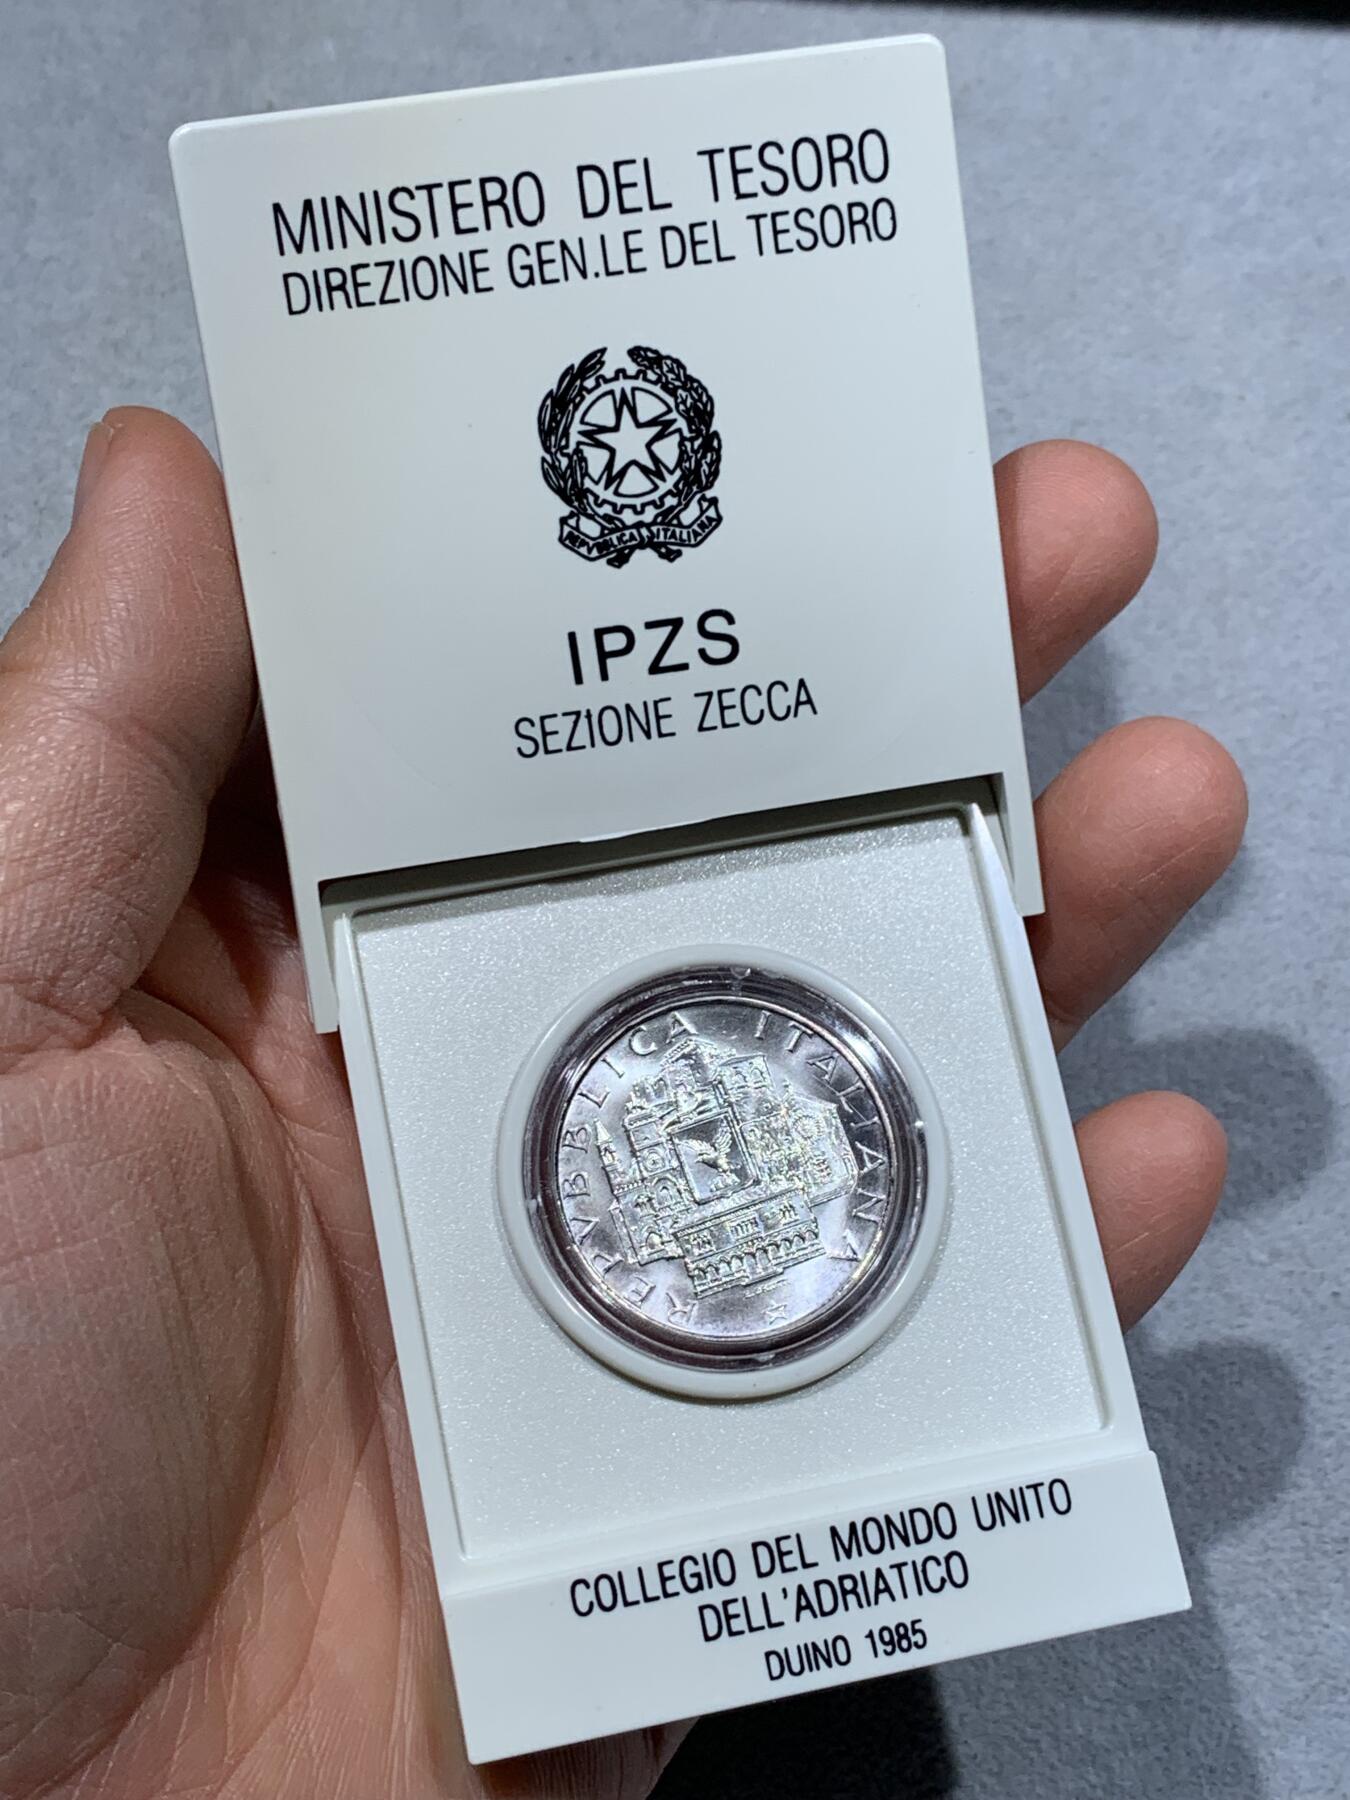 MINISTERO DEL TESORO
DIREZIONE GEN.LE DEL TESORO
REPVBBLICA ITALIANA
IPZS
SEZIONE ZECCA
REPVBBLICA ITALIANA
COLLEGIO DEL MONDO UNITO
DELL'ADRIATICO
DUINO 1985